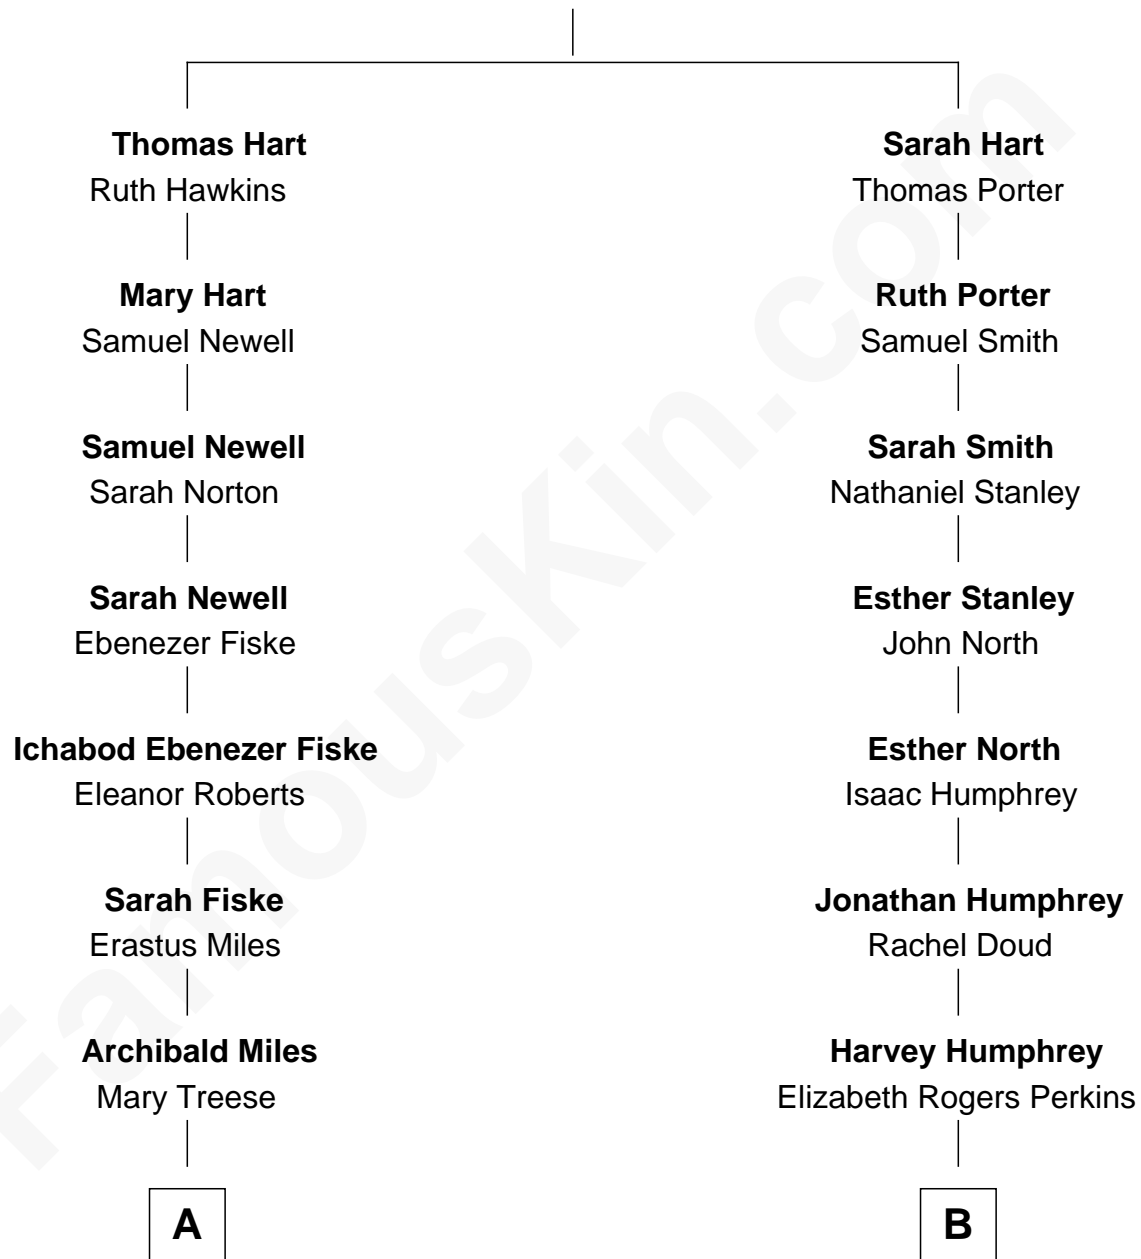 Thomas Hart
Ruth Hawkins
Mary Hart
Samuel Newell
Samuel Newell
Sarah Norton
Sarah Newell
Ebenezer Fiske
Ichabod Ebenezer Fiske
Eleanor Roberts
Sarah Fiske
Erastus Miles
Archibald Miles
Mary Treese
A
Sarah Hart
Thomas Porter
Ruth Porter
Samuel Smith
Sarah Smith
Nathaniel Stanley
Esther Stanley
John North
Esther North
Isaac Humphrey
Jonathan Humphrey
Rachel Doud
Harvey Humphrey
Elizabeth Rogers Perkins
B
FamousKin.com